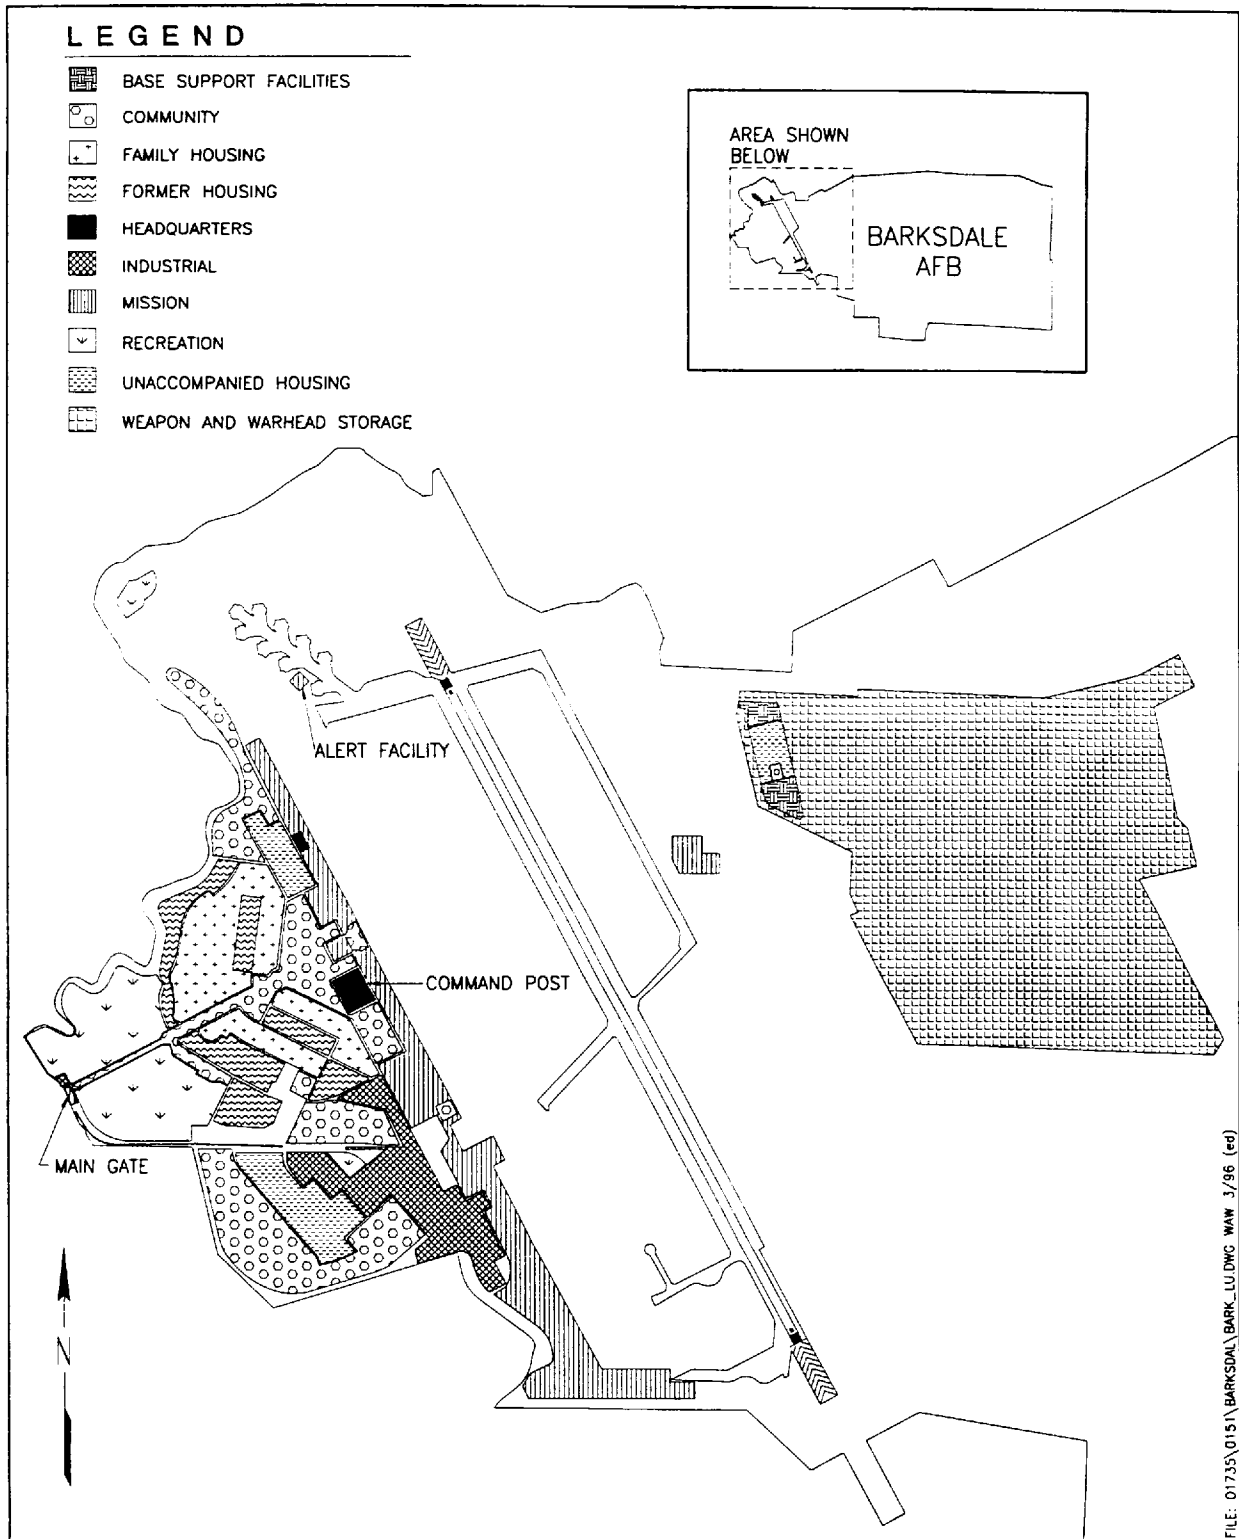 LEGEND
BASE SUPPORT FACILITIES
COMMUNITY
FAMILY HOUSING
FORMER HOUSING
HEADQUARTERS
INDUSTRIAL
MISSION
RECREATION
UNACCOMPANIED HOUSING
WEAPON AND WARHEAD STORAGE
AREA SHOWN
BELOW
BARKSDALE
AFB
ALERT FACILITY
COMMAND POST
MAIN GATE
N
FILE: 01735\0151\BARKSDAL\BARK_LU.DWG WAW 3/96 (ed)